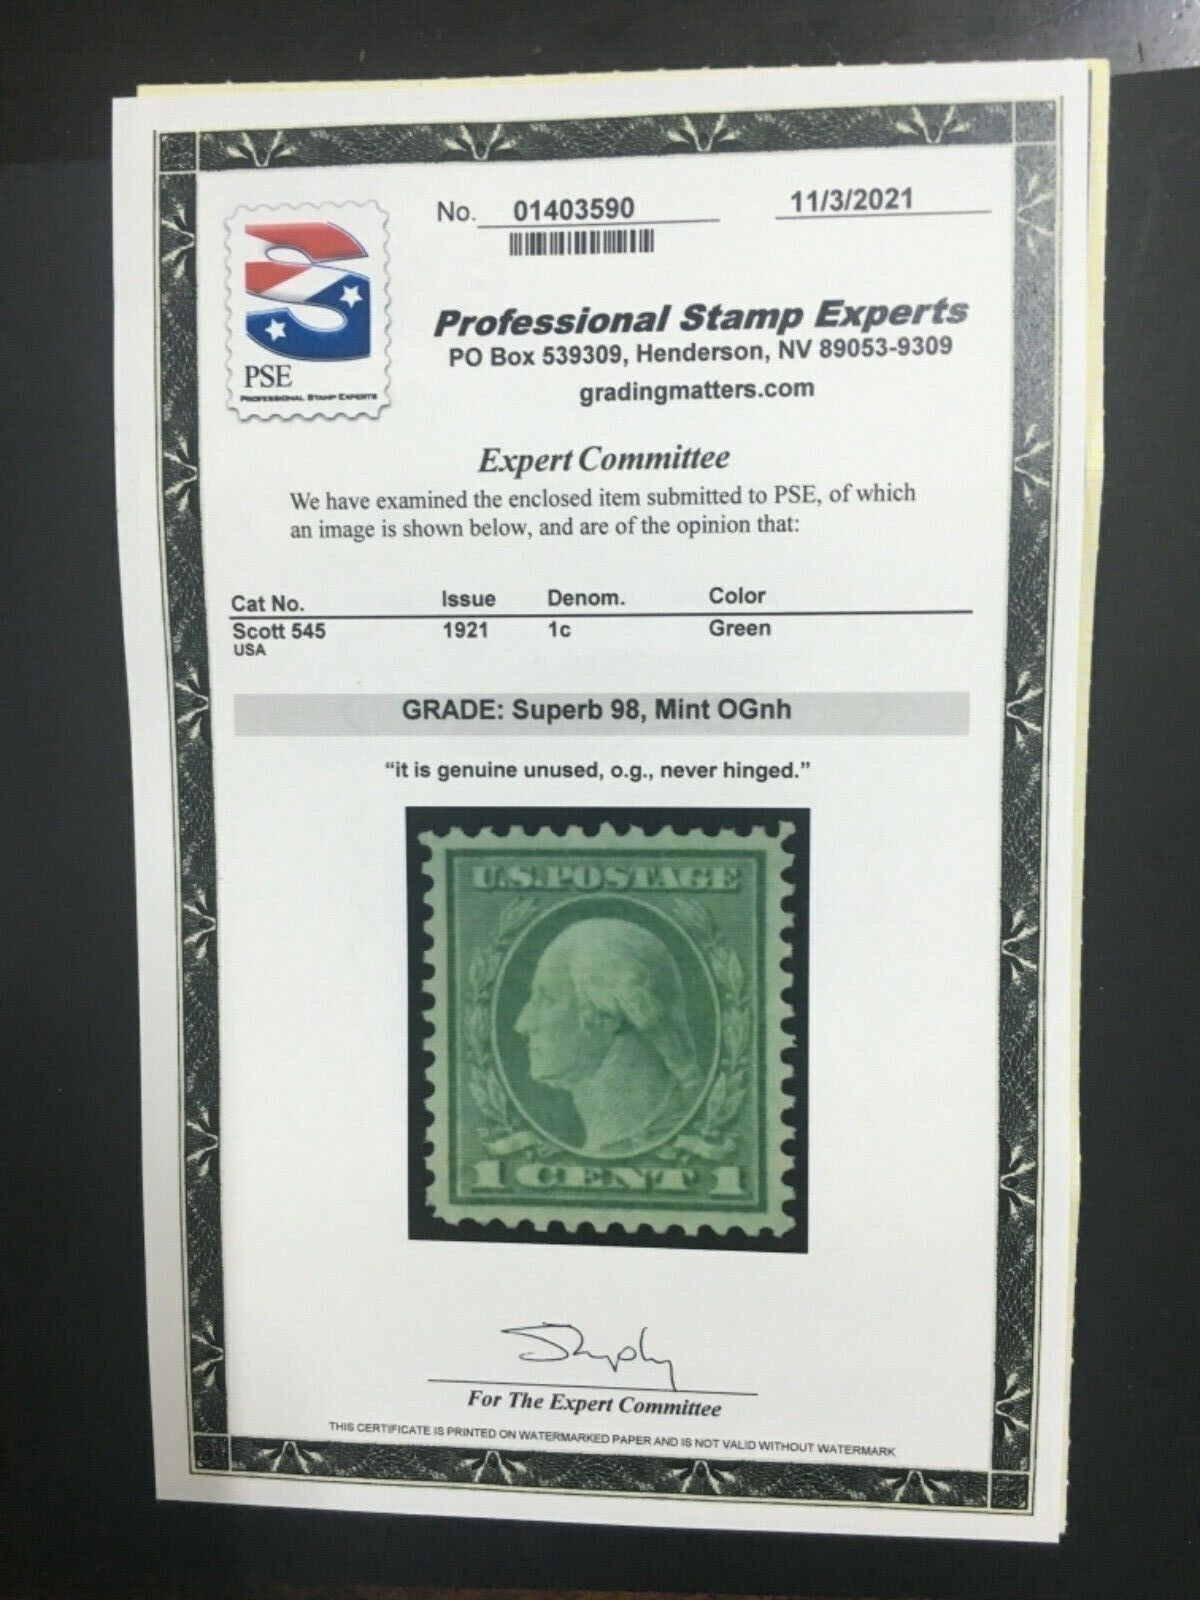 No. 01403590
11/3/2021
PSE
PROFESSIONAL STAMP EXPERTS
Professional Stamp Experts
PO Box 539309, Henderson, NV 89053-9309
gradingmatters.com
Expert Committee
We have examined the enclosed item submitted to PSE, of which
an image is shown below, and are of the opinion that:
Cat No. Issue Denom. Color
Scott 545 1921 1c Green
USA
GRADE: Superb 98, Mint OGnh
“it is genuine unused, o.g., never hinged.”
U.S.POSTAGE
1 CENT 1
For The Expert Committee
THIS CERTIFICATE IS PRINTED ON WATERMARKED PAPER AND IS NOT VALID WITHOUT WATERMARK